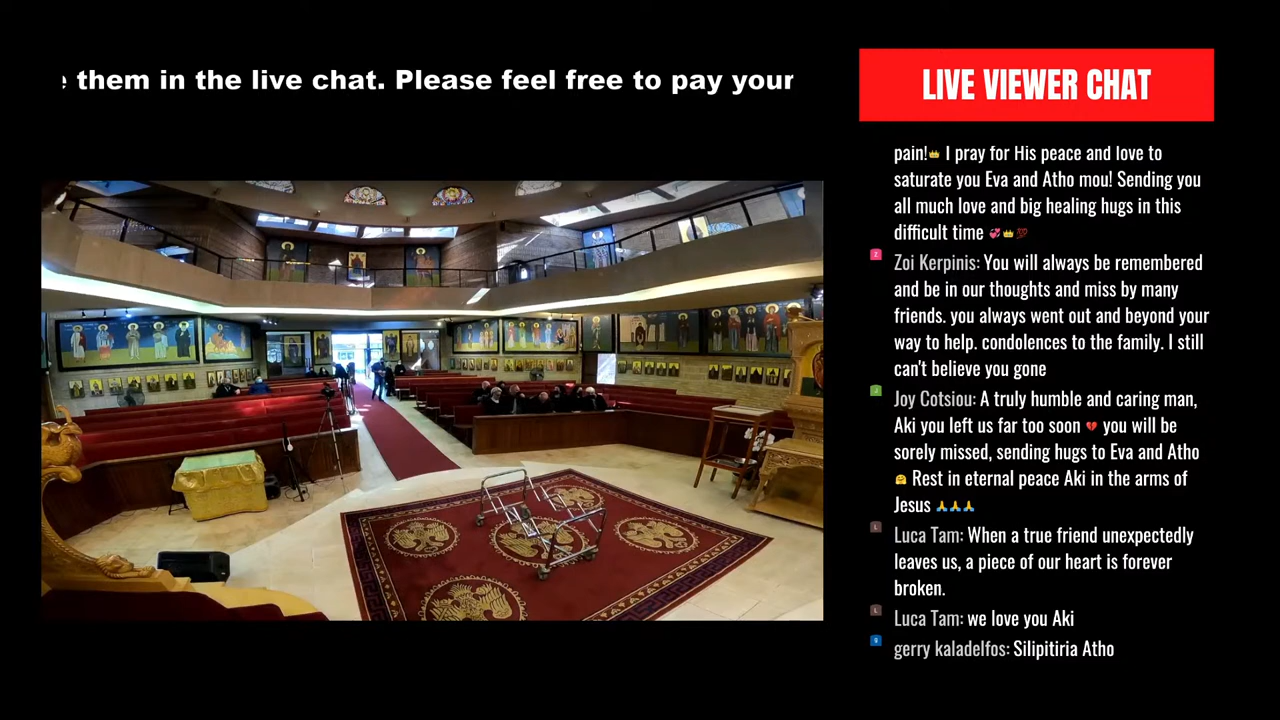 them in the live chat. Please feel free to pay your
LIVE VIEWER CHAT
pain!👑 I pray for His peace and love to
saturate you Eva and Atho mou! Sending you
all much love and big healing hugs in this
difficult time 💞👑💯
Zoi Kerpinis: You will always be remembered
and be in our thoughts and miss by many
friends. you always went out and beyond your
way to help. condolences to the family. I still
can't believe you gone
Joy Cotsiou: A truly humble and caring man,
Aki you left us far too soon 💔 you will be
sorely missed, sending hugs to Eva and Atho
🤗 Rest in eternal peace Aki in the arms of
Jesus 🙏🙏🙏
Luca Tam: When a true friend unexpectedly
leaves us, a piece of our heart is forever
broken.
Luca Tam: we love you Aki
gerry kaladelfos: Silipitiria Atho